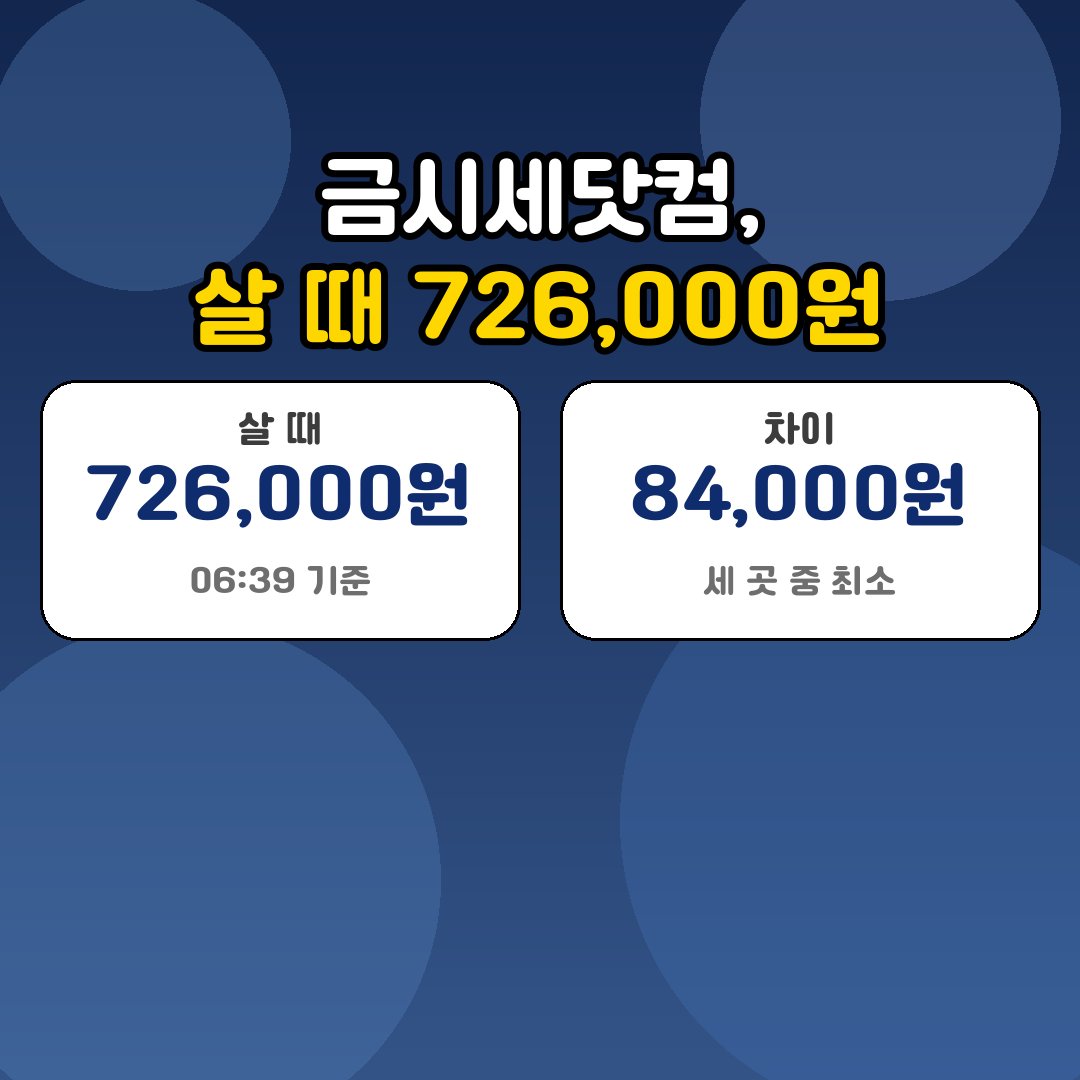 금시세닷컴,
살 때 726,000원
살 때
726,000원
06:39 기준
차이
84,000원
세 곳 중 최소